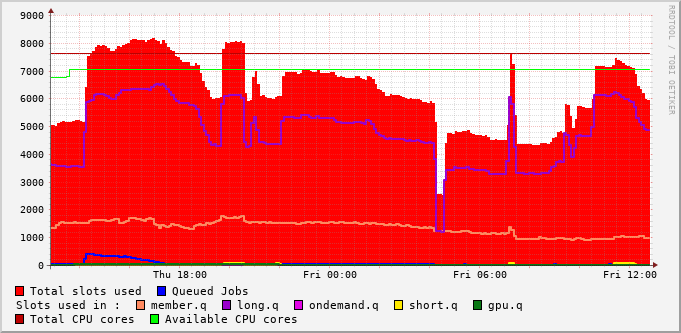 RRDTOOL / TOBI OETIKER
9000
8000
7000
6000
5000
4000
3000
2000
1000
0
Thu 18:00 Fri 00:00 Fri 06:00 Fri 12:00
Total slots used Queued Jobs
Slots used in : member.q long.q ondemand.q short.q gpu.q
Total CPU cores Available CPU cores